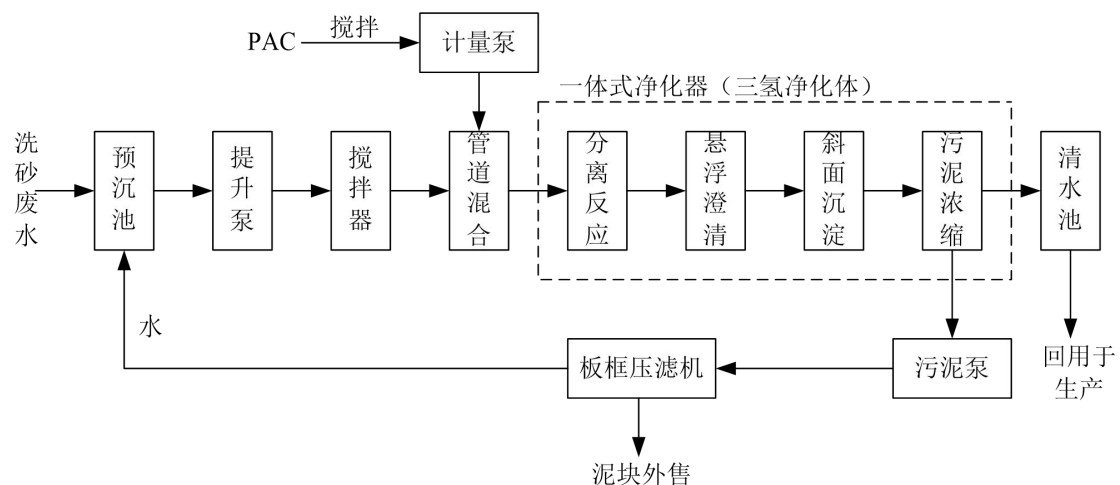 PAC
搅拌
计量泵
一体式净化器（三氢净化体）
洗砂废水
预沉池
提升泵
搅拌器
管道混合
分离反应
悬浮澄清
斜面沉淀
污泥浓缩
清水池
水
板框压滤机
污泥泵
回用于
生产
泥块外售